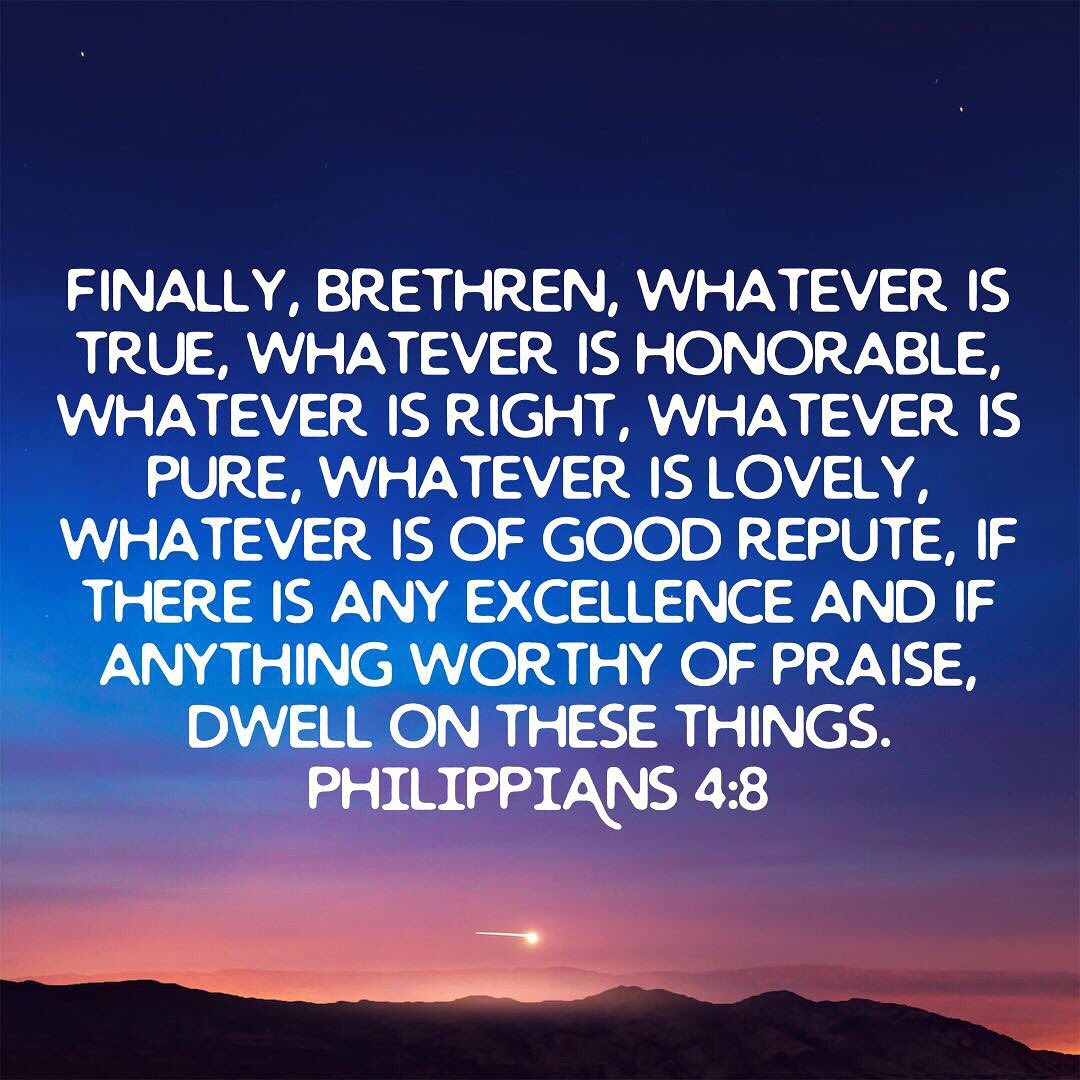 FINALLY, BRETHREN, WHATEVER IS
TRUE, WHATEVER IS HONORABLE,
WHATEVER IS RIGHT, WHATEVER IS
PURE, WHATEVER IS LOVELY,
WHATEVER IS OF GOOD REPUTE, IF
THERE IS ANY EXCELLENCE AND IF
ANYTHING WORTHY OF PRAISE,
DWELL ON THESE THINGS.
PHILIPPIANS 4:8